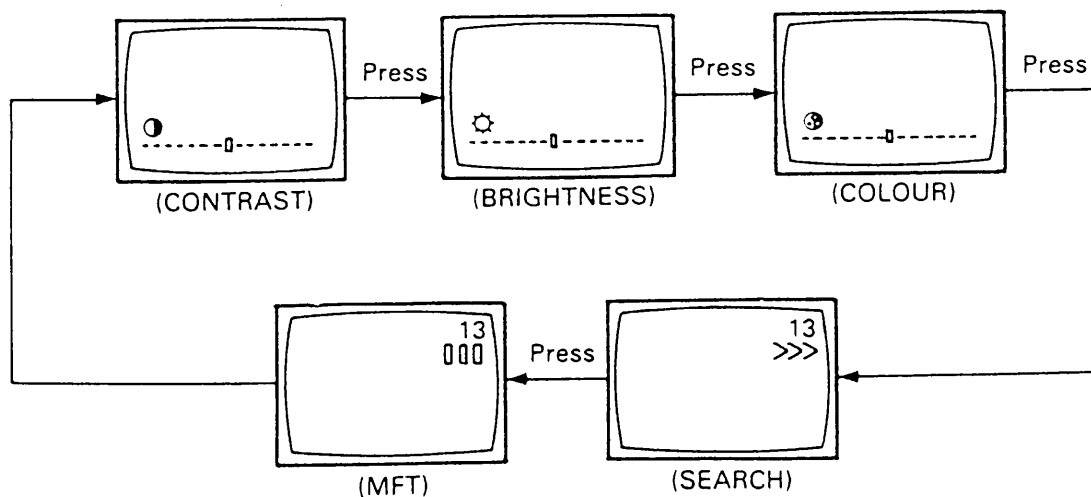 Press
Press
Press
(CONTRAST)
(BRIGHTNESS)
(COLOUR)
13
Press
13
>>>
(MFT)
(SEARCH)